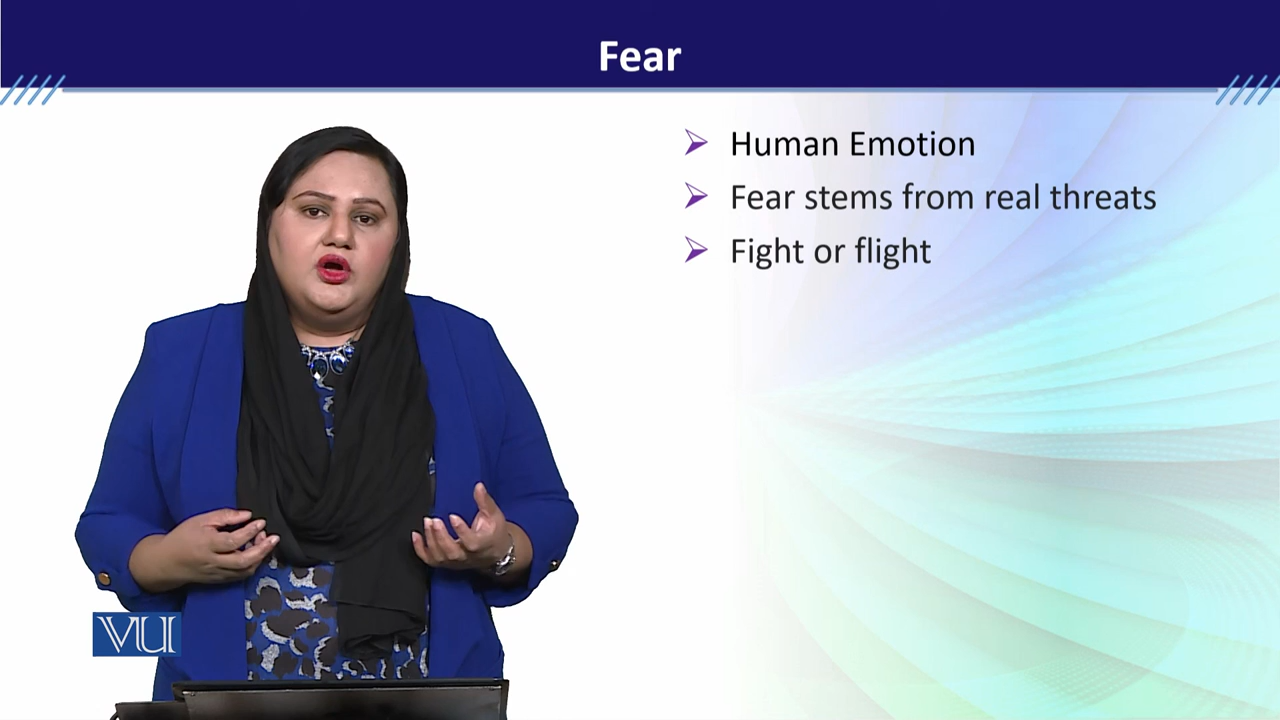 Fear
Human Emotion
Fear stems from real threats
Fight or flight
VU